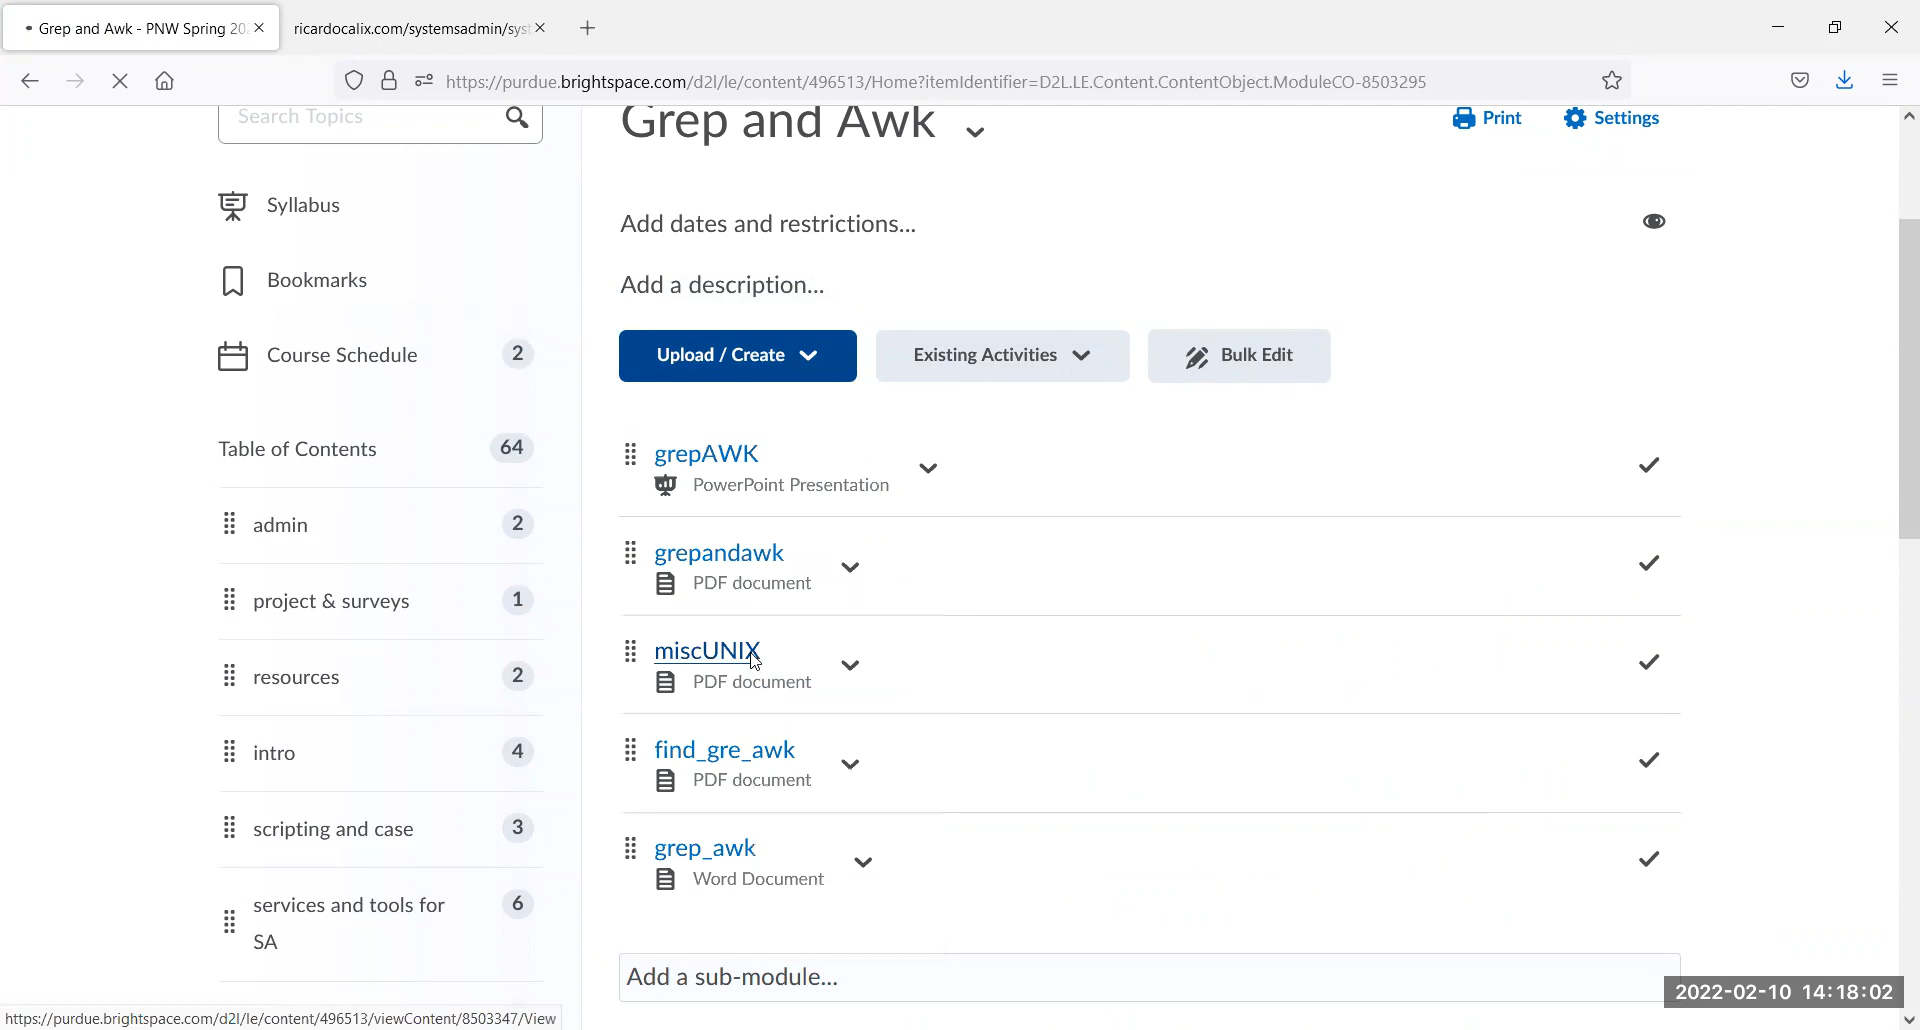 Grep and Awk - PNW Spring 202
ricardocalix.com/systemsadmin/syst
https://purdue.brightspace.com/d2l/le/content/496513/Home?itemIdentifier=D2L.LE.Content.ContentObject.ModuleCO-8503295
Search Topics
Grep and Awk
Print
Settings
Syllabus
Add dates and restrictions...
Bookmarks
Add a description...
Course Schedule 2
Upload / Create
Existing Activities
Bulk Edit
Table of Contents 64
grepAWK
PowerPoint Presentation
admin 2
grepandawk
PDF document
project & surveys 1
miscUNIX
PDF document
resources 2
find_gre_awk
PDF document
intro 4
scripting and case 3
grep_awk
Word Document
services and tools for 6
SA
Add a sub-module...
2022-02-10 14:18:02
https://purdue.brightspace.com/d2l/le/content/496513/viewContent/8503347/View